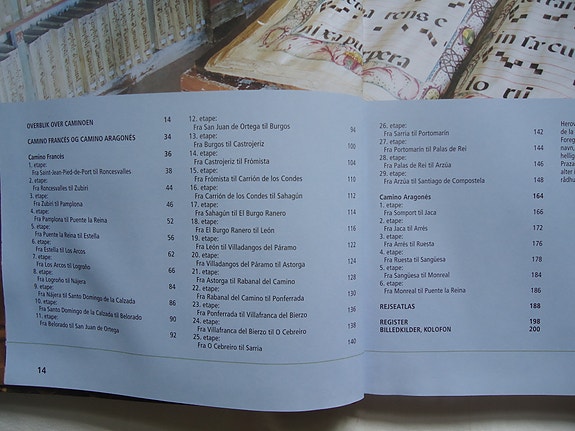 OVERBLIK OVER CAMINOEN 14
CAMINO FRANCÉS OG CAMINO ARAGONÉS 34
Camino Francés 36
1. etape:
Fra Saint-Jean-Pied-de-Port til Roncesvalles 38
2. etape:
Fra Roncesvalles til Zubiri 44
3. etape:
Fra Zubiri til Pamplona 46
4. etape:
Fra Pamplona til Puente la Reina 52
5. etape:
Fra Puente la Reina til Estella 56
6. etape:
Fra Estella til Los Arcos 62
7. etape:
Fra Los Arcos til Logroño 66
8. etape:
Fra Logroño til Nájera 78
9. etape:
Fra Nájera til Santo Domingo de la Calzada 84
10. etape:
Fra Santo Domingo de la Calzada til Belorado 86
11. etape: 90
Fra Belorado til San Juan de Ortega 92
12. etape:
Fra San Juan de Ortega til Burgos 94
13. etape:
Fra Burgos til Castrojeriz 100
14. etape:
Fra Castrojeriz til Frómista 104
15. etape:
Fra Frómista til Carrión de los Condes 110
16. etape:
Fra Carrión de los Condes til Sahagún 112
17. etape:
Fra Sahagún til El Burgo Ranero 114
18. etape:
Fra El Burgo Ranero til León 116
19. etape:
Fra León til Villadangos del Páramo 122
20. etape:
Fra Villadangos del Páramo til Astorga 124
21. etape:
Fra Astorga til Rabanal del Camino 128
22. etape:
Fra Rabanal del Camino til Ponferrada 130
23. etape:
Fra Ponferrada til Villafranca del Bierzo 136
24. etape:
Fra Villafranca del Bierzo til O Cebreiro 138
25. etape:
Fra O Cebreiro til Sarria 140
26. etape:
Fra Sarria til Portomarín 142
27. etape:
Fra Portomarín til Palas de Rei 144
28. etape:
Fra Palas de Rei til Arzúa 146
29. etape:
Fra Arzúa til Santiago de Compostela 148
Camino Aragonés 164
1. etape:
Fra Somport til Jaca 166
2. etape:
Fra Jaca til Arrés 172
3. etape:
Fra Arrés til Ruesta 176
4. etape:
Fra Ruesta til Sangüesa 178
5. etape:
Fra Sangüesa til Monreal 184
6. etape:
Fra Monreal til Puente la Reina 186
REJSEATLAS 188
REGISTER 198
BILLEDKILDER, KOLOFON 200
14